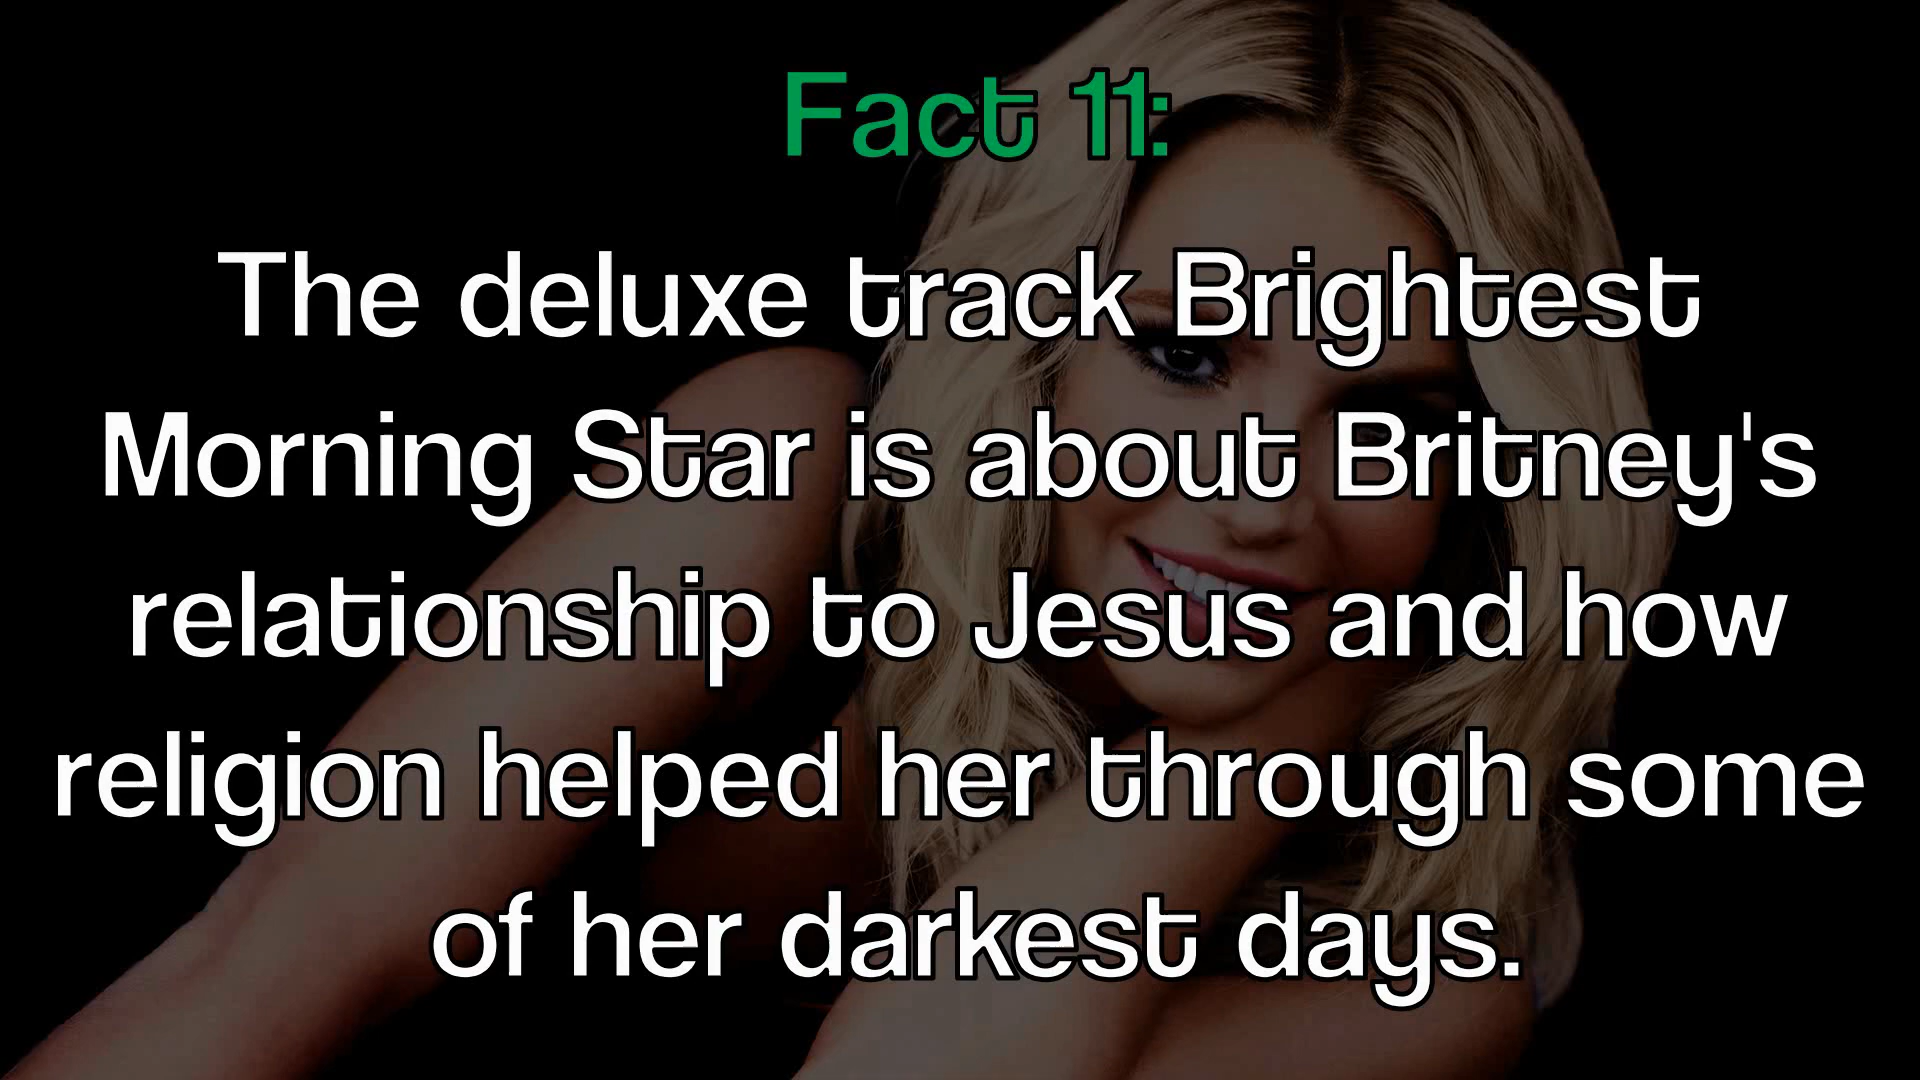 Fact 11:
The deluxe track Brightest
Morning Star is about Britney's
relationship to Jesus and how
religion helped her through some
of her darkest days.